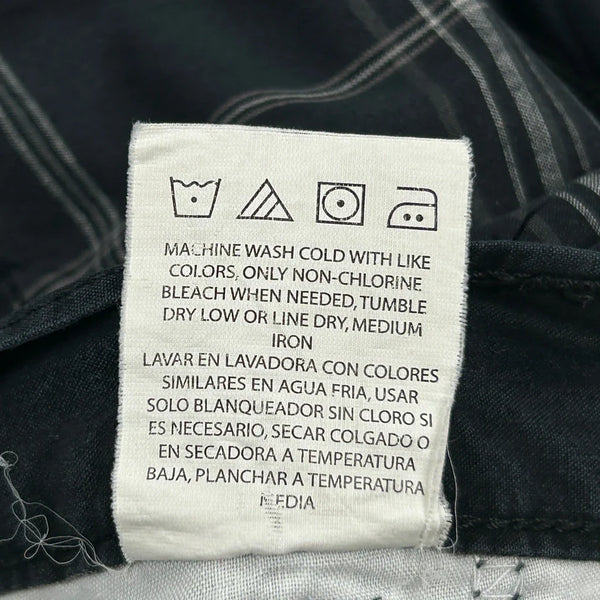 MACHINE WASH COLD WITH LIKE
COLORS, ONLY NON-CHLORINE
BLEACH WHEN NEEDED, TUMBLE
DRY LOW OR LINE DRY, MEDIUM
IRON
LAVAR EN LAVADORA CON COLORES
SIMILARES EN AGUA FRIA, USAR
SOLO BLANQUEADOR SIN CLORO SI
ES NECESARIO, SECAR COLGADO O
EN SECADORA A TEMPERATURA
BAJA, PLANCHAR A TEMPERATURA
MEDIA